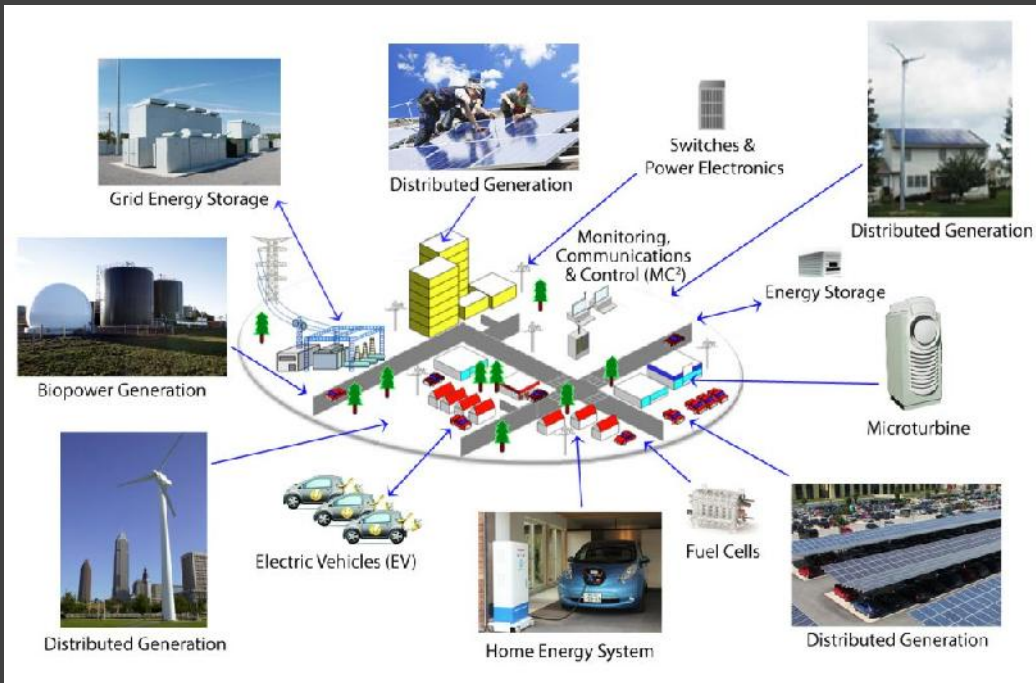 Grid Energy Storage
Distributed Generation
Switches &
Power Electronics
Distributed Generation
Monitoring,
Communications
& Control (MC²)
Energy Storage
Biopower Generation
Microturbine
Electric Vehicles (EV)
Fuel Cells
Distributed Generation
Home Energy System
Distributed Generation